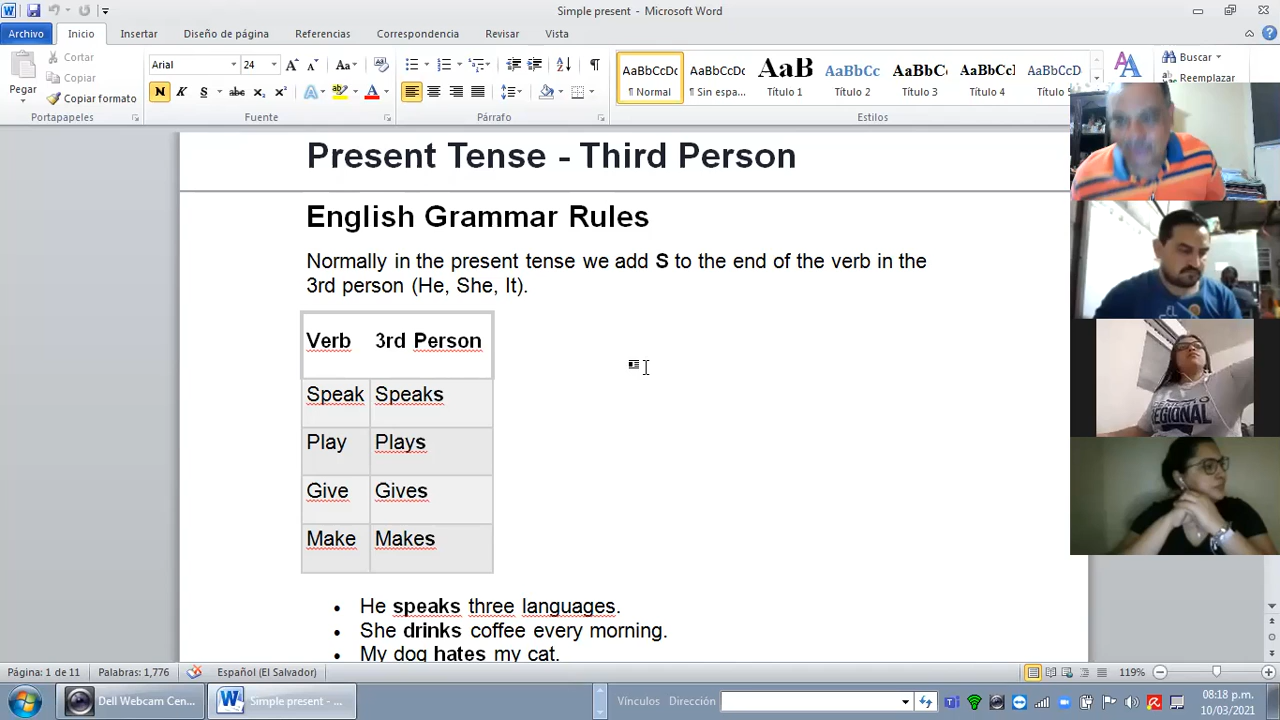 Simple present - Microsoft Word
Archivo Inicio Insertar Diseño de página Referencias Correspondencia Revisar Vista
Pegar
Cortar
Copiar
Copiar formato
Portapapeles
Arial 24
Fuente
Párrafo
AaBbCcDc AaBbCcDc AaB AaBbCc AaBbC AaBbCc AaBbCcD
¶ Normal ¶ Sin espa... Título 1 Título 2 Título 3 Título 4
Estilos
Buscar
Reemplazar
Present Tense - Third Person
English Grammar Rules
Normally in the present tense we add S to the end of the verb in the
3rd person (He, She, It).
Verb 3rd Person
Speak Speaks
Play Plays
Give Gives
Make Makes
• He speaks three languages.
• She drinks coffee every morning.
• My dog hates my cat.
REGIONAL
Página: 1 de 11 Palabras: 1,776 Español (El Salvador) 119%
Dell Webcam Cen... Simple present - ... Vínculos Dirección
08:18 p.m.
10/03/2021